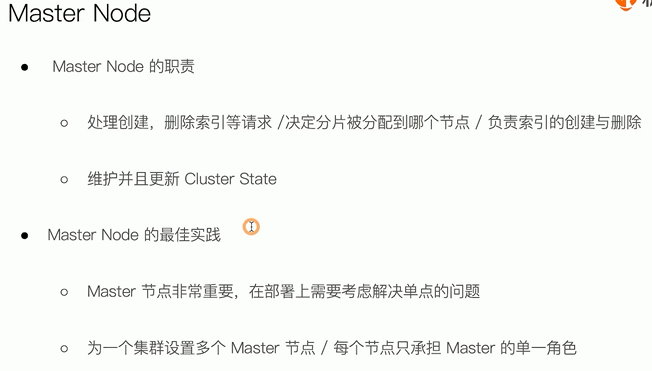 Master Node
Master Node 的职责
处理创建，删除索引等请求 /决定分片被分配到哪个节点 / 负责索引的创建与删除
维护并且更新 Cluster State
Master Node 的最佳实践
Master 节点非常重要，在部署上需要考虑解决单点的问题
为一个集群设置多个 Master 节点 / 每个节点只承担 Master 的单一角色